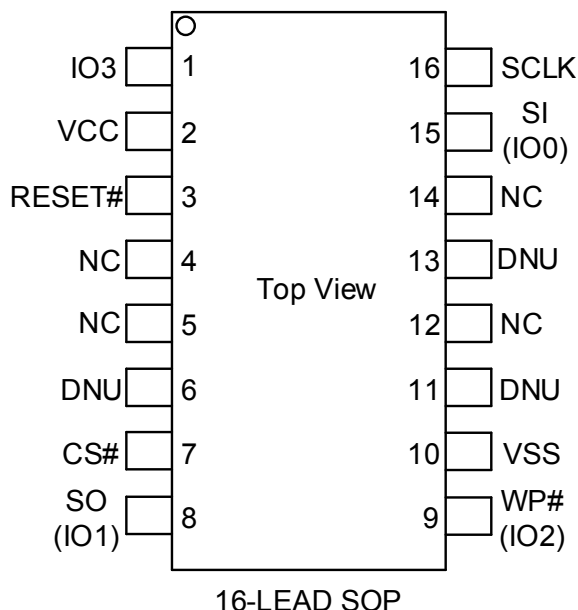 IO3 1 16 SCLK
VCC 2 15 SI
(IO0)
RESET# 3 14 NC
NC 4 13 DNU
Top View
NC 5 12 NC
DNU 6 11 DNU
CS# 7 10 VSS
SO
(IO1) 8 9 WP#
(IO2)
16-LEAD SOP